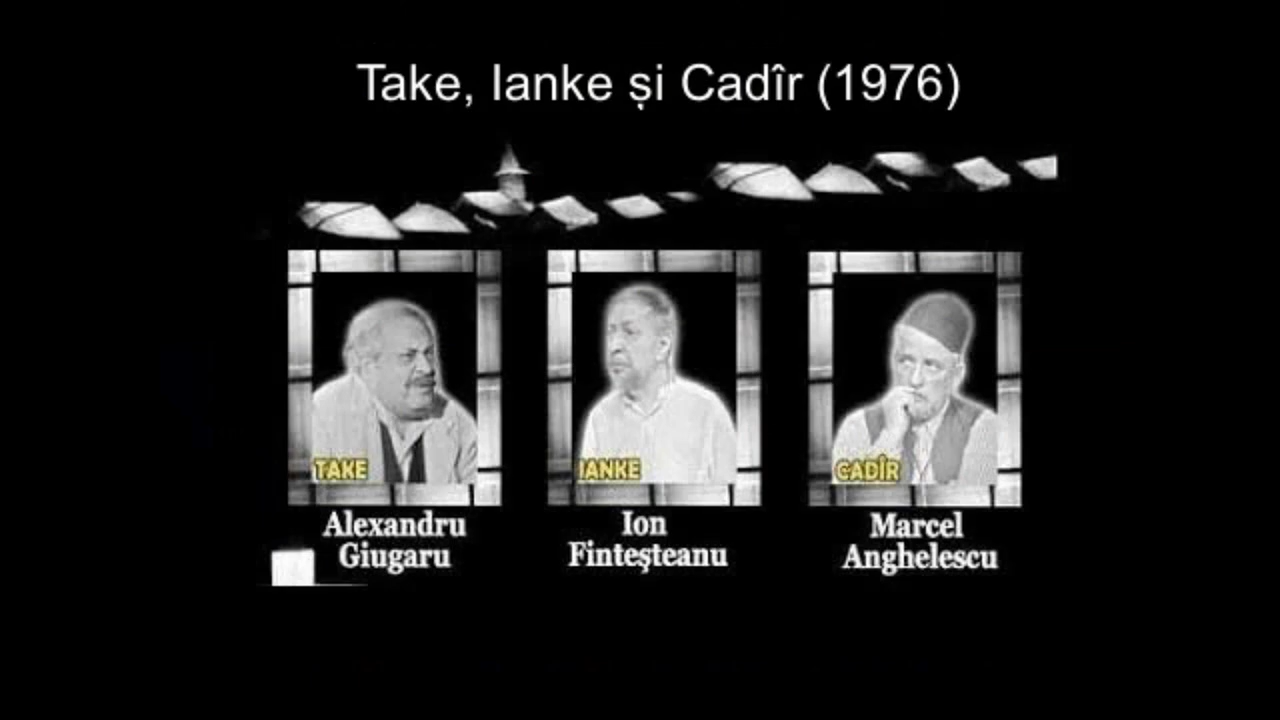 Take, Ianke și Cadîr (1976)
TAKE
IANKE
CADÎR
Alexandru
Giugaru
Ion
Finteşteanu
Marcel
Anghelescu